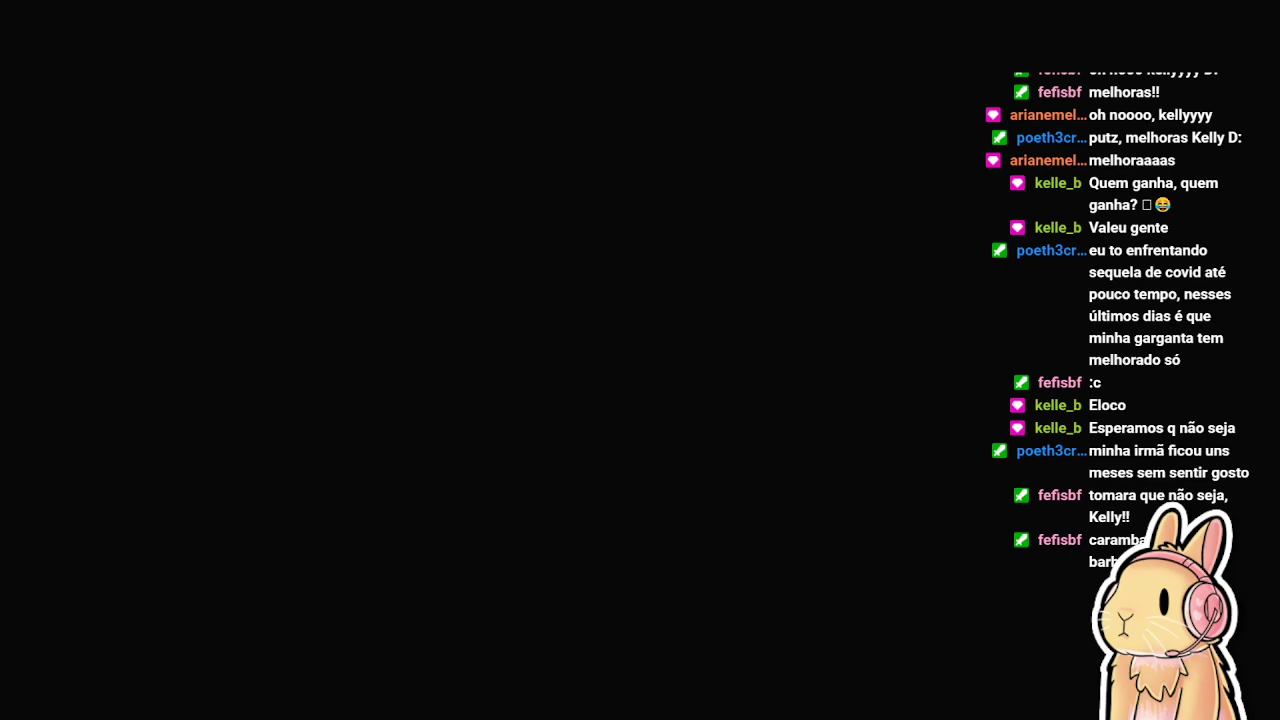 fefisbf melhoras!!
arianemel… oh noooo, kellyyyy
poeth3cr… putz, melhoras Kelly D:
arianemel… melhoraaaas
kelle_b Quem ganha, quem
ganha? 😂
kelle_b Valeu gente
poeth3cr… eu to enfrentando
sequela de covid até
pouco tempo, nesses
últimos dias é que
minha garganta tem
melhorado só
fefisbf :c
kelle_b Eloco
kelle_b Esperamos q não seja
poeth3cr… minha irmã ficou uns
meses sem sentir gosto
fefisbf tomara que não seja,
Kelly!!
fefisbf caramba